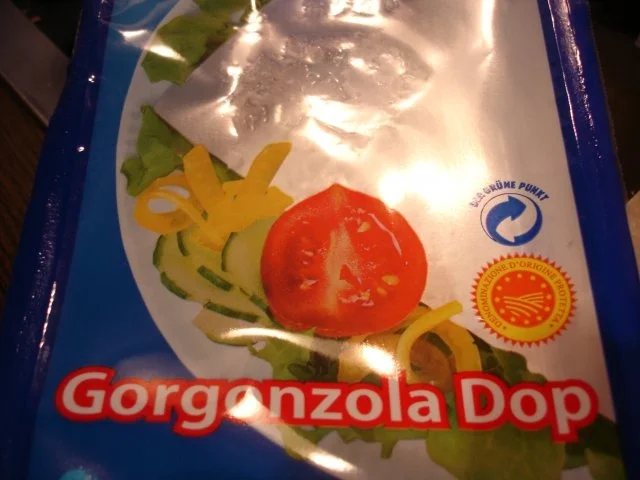 DER GRÜNE PUNKT
DENOMINAZIONE D'ORIGINE PROTETTA
Gorgonzola Dop